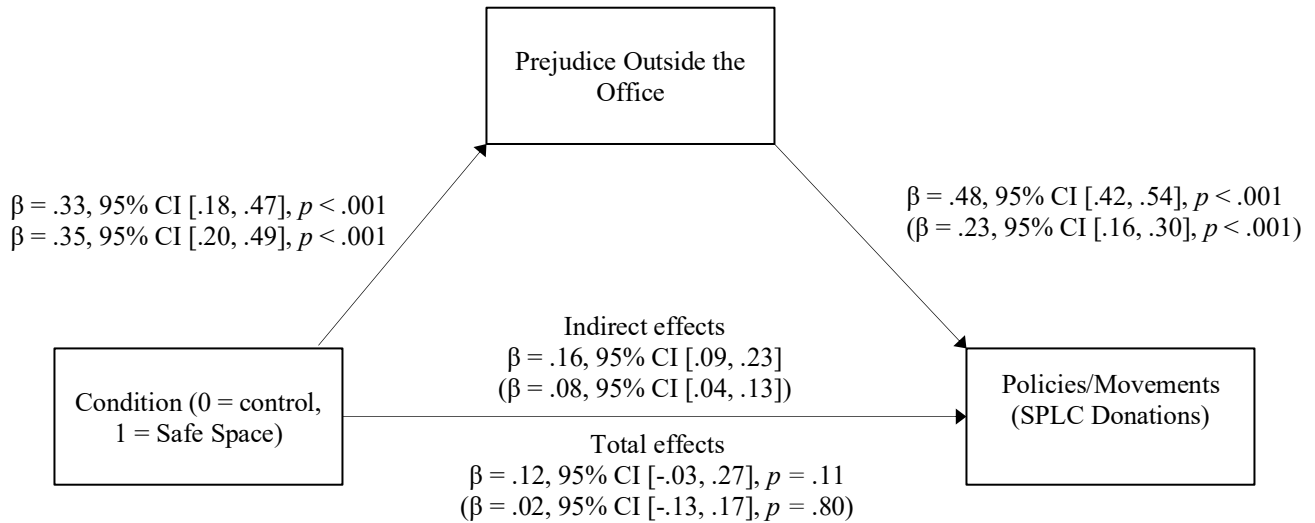 Prejudice Outside the
Office
β = .33, 95% CI [.18, .47], p < .001
β = .35, 95% CI [.20, .49], p < .001
β = .48, 95% CI [.42, .54], p < .001
(β = .23, 95% CI [.16, .30], p < .001)
Indirect effects
β = .16, 95% CI [.09, .23]
(β = .08, 95% CI [.04, .13])
Condition (0 = control,
1 = Safe Space)
Policies/Movements
(SPLC Donations)
Total effects
β = .12, 95% CI [-.03, .27], p = .11
(β = .02, 95% CI [-.13, .17], p = .80)